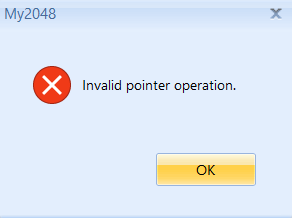 My2048
Invalid pointer operation.
OK